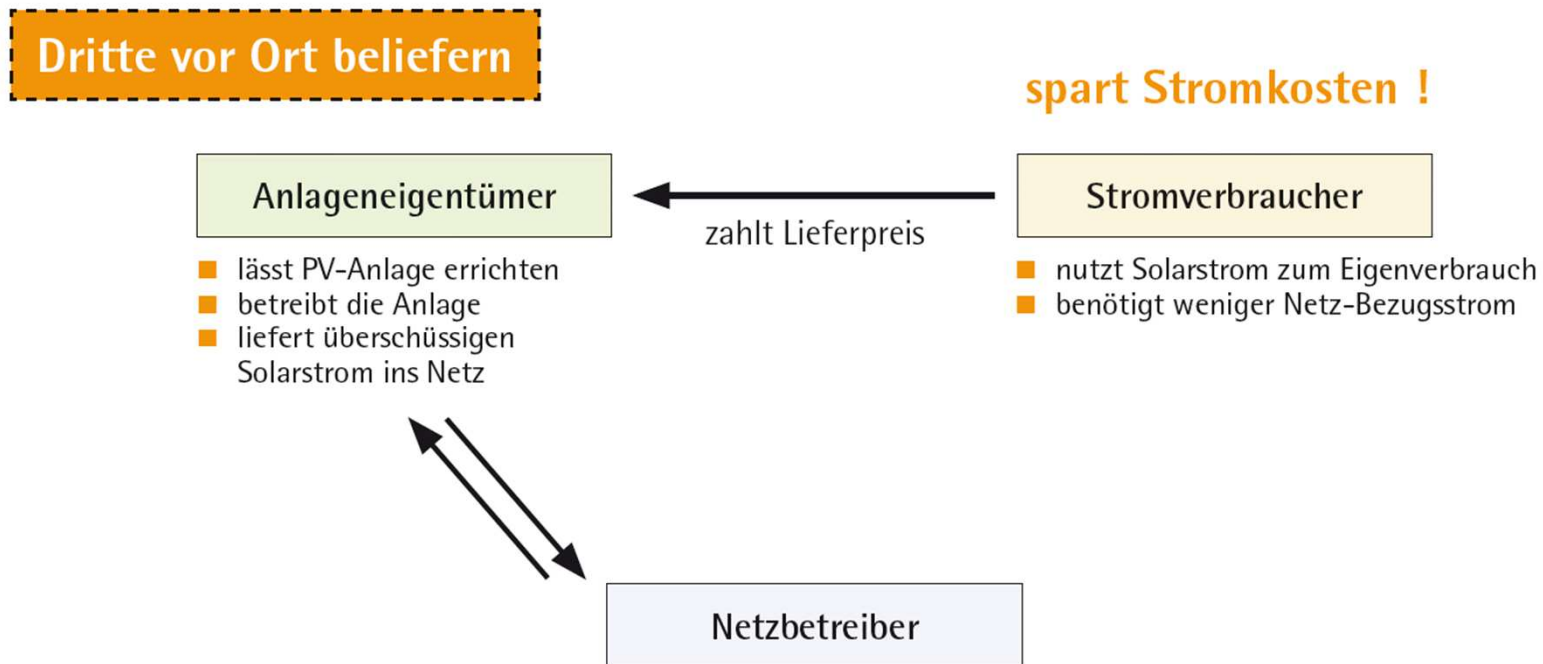 Dritte vor Ort beliefern
spart Stromkosten !
Anlageneigentümer
zahlt Lieferpreis
Stromverbraucher
lässt PV-Anlage errichten
betreibt die Anlage
liefert überschüssigen
Solarstrom ins Netz
nutzt Solarstrom zum Eigenverbrauch
benötigt weniger Netz-Bezugsstrom
Netzbetreiber